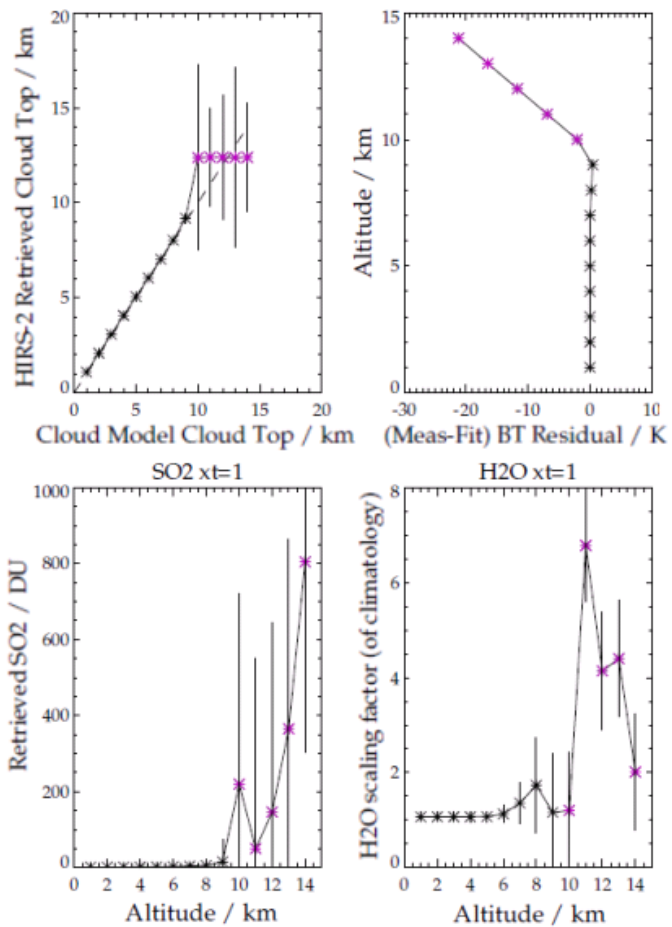 20
15
10
5
0
HIRS-2 Retrieved Cloud Top / km
0 5 10 15 20
Cloud Model Cloud Top / km
15
10
5
0
Altitude / km
-30 -20 -10 0 10
(Meas-Fit) BT Residual / K
SO2 xt=1
1000
800
600
400
200
0
Retrieved SO2 / DU
0 2 4 6 8 10 12 14
Altitude / km
H2O xt=1
8
6
4
2
0
H2O scaling factor (of climatology)
0 2 4 6 8 10 12 14
Altitude / km